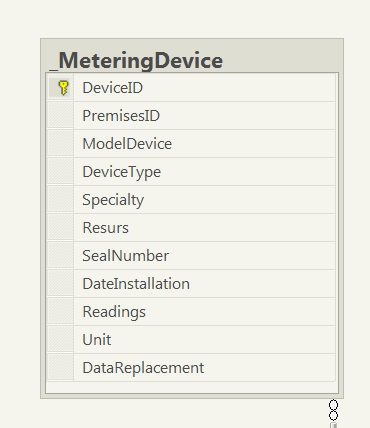 _MeteringDevice
DeviceID
PremisesID
ModelDevice
DeviceType
Specialty
Resurs
SealNumber
DateInstallation
Readings
Unit
DataReplacement